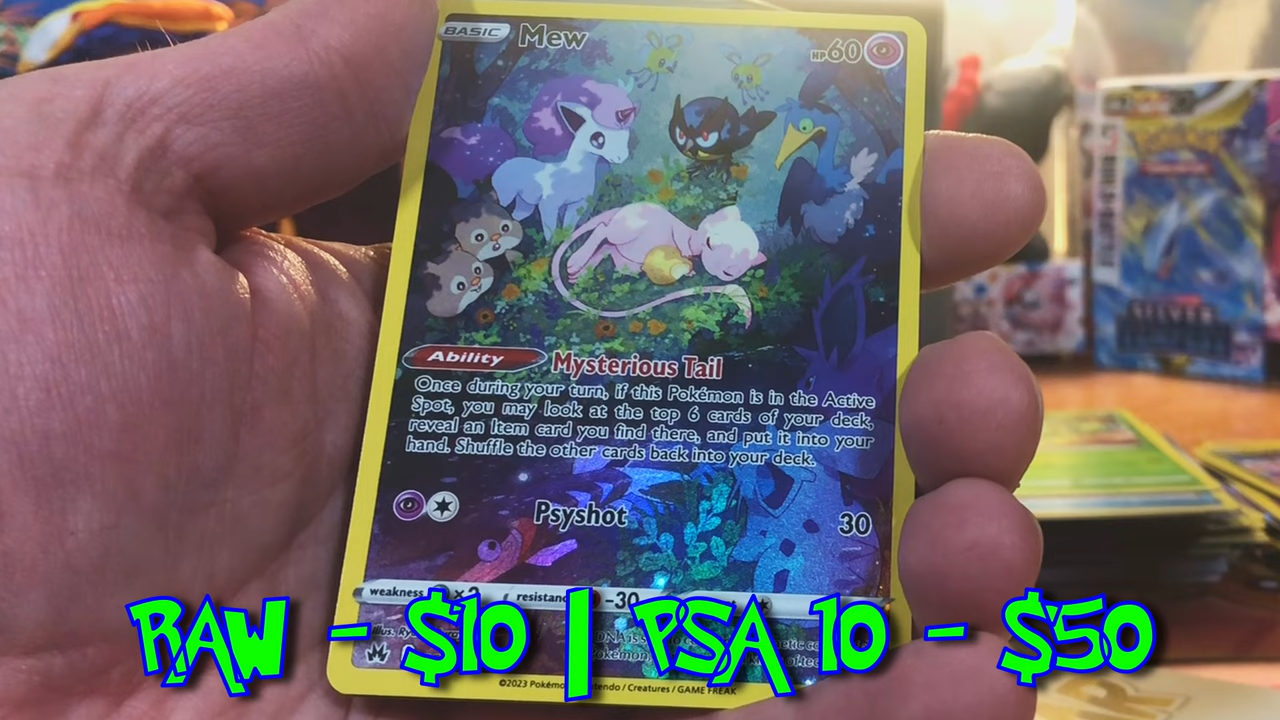 BASIC Mew HP60
Ability Mysterious Tail
Once during your turn, if this Pokémon is in the Active
Spot, you may look at the top 6 cards of your deck,
reveal an Item card you find there, and put it into your
hand. Shuffle the other cards back into your deck.
Psyshot 30
weakness ×2 resistance -30
RAW - $10 | PSA 10 - $50
Illus.
©2023 Pokémon / Nintendo / Creatures / GAME FREAK
SILVER